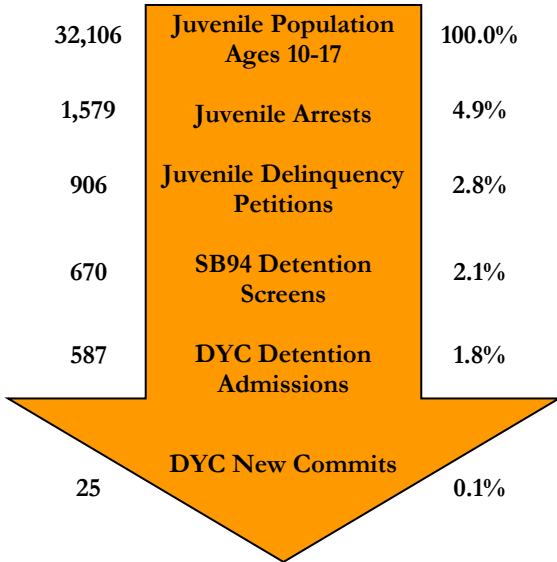 32,106 Juvenile Population 100.0%
Ages 10-17
1,579 Juvenile Arrests 4.9%
906 Juvenile Delinquency 2.8%
Petitions
670 SB94 Detention 2.1%
Screens
587 DYC Detention 1.8%
Admissions
DYC New Commits
25 0.1%